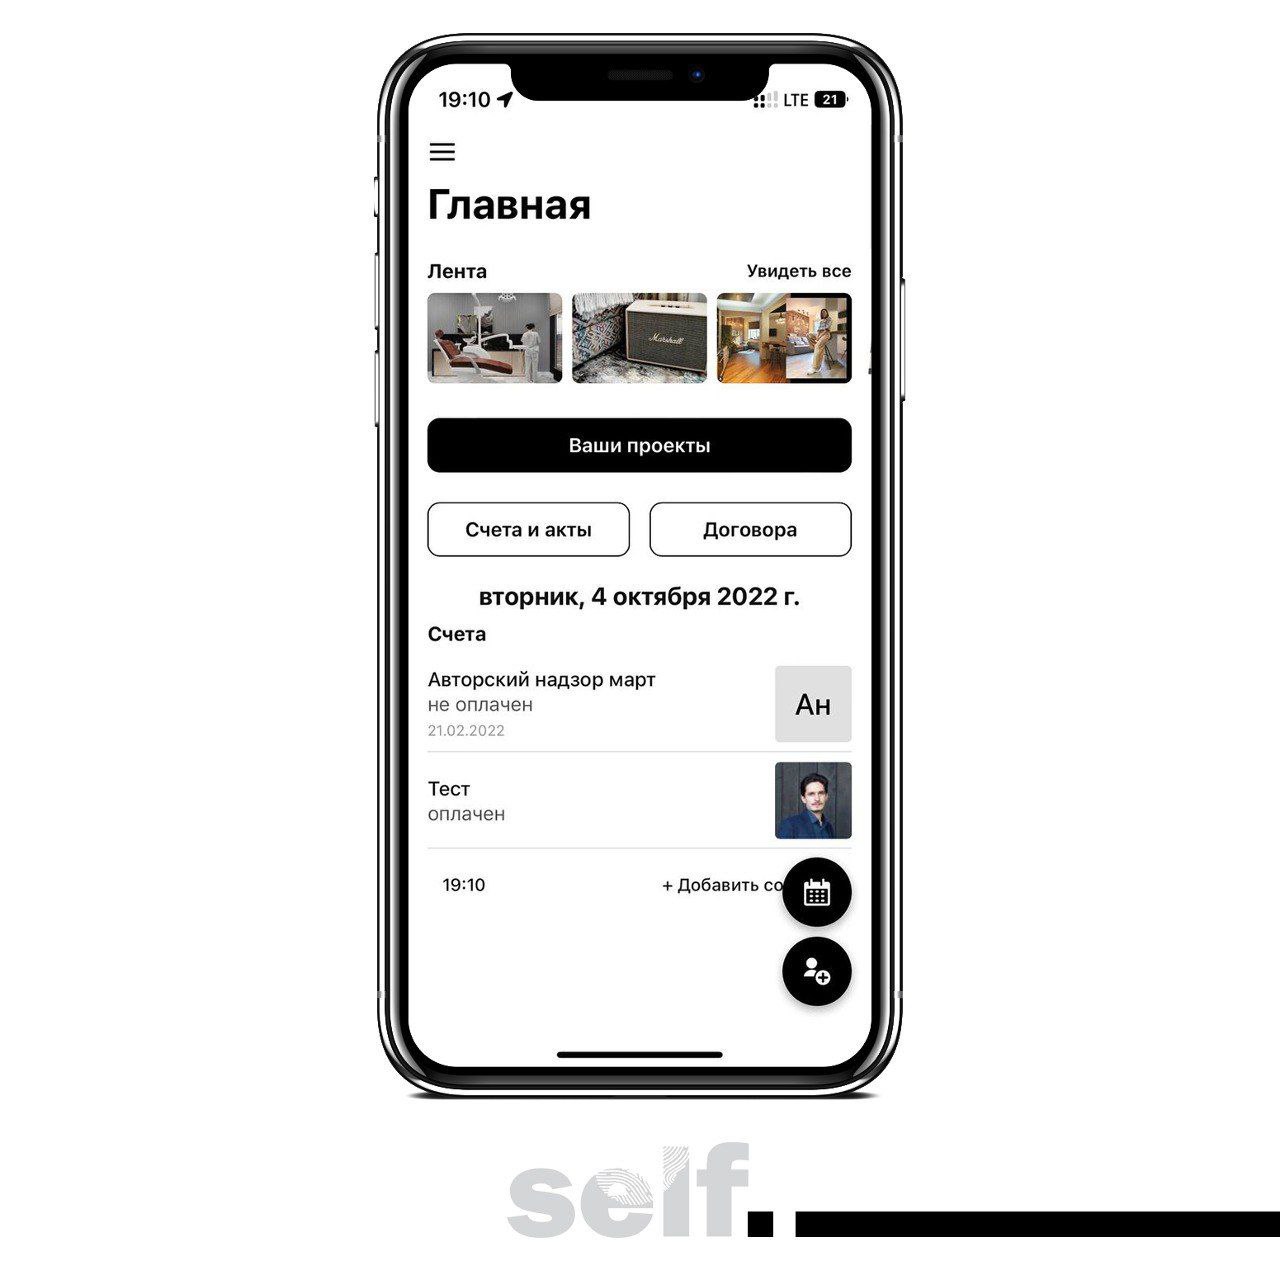 19:10 LTE 21
Главная
Лента Увидеть все
Marshall
Ваши проекты
Счета и акты Договора
вторник, 4 октября 2022 г.
Счета
Авторский надзор март
не оплачен
21.02.2022
Ан
Тест
оплачен
19:10 + Добавить со
self.